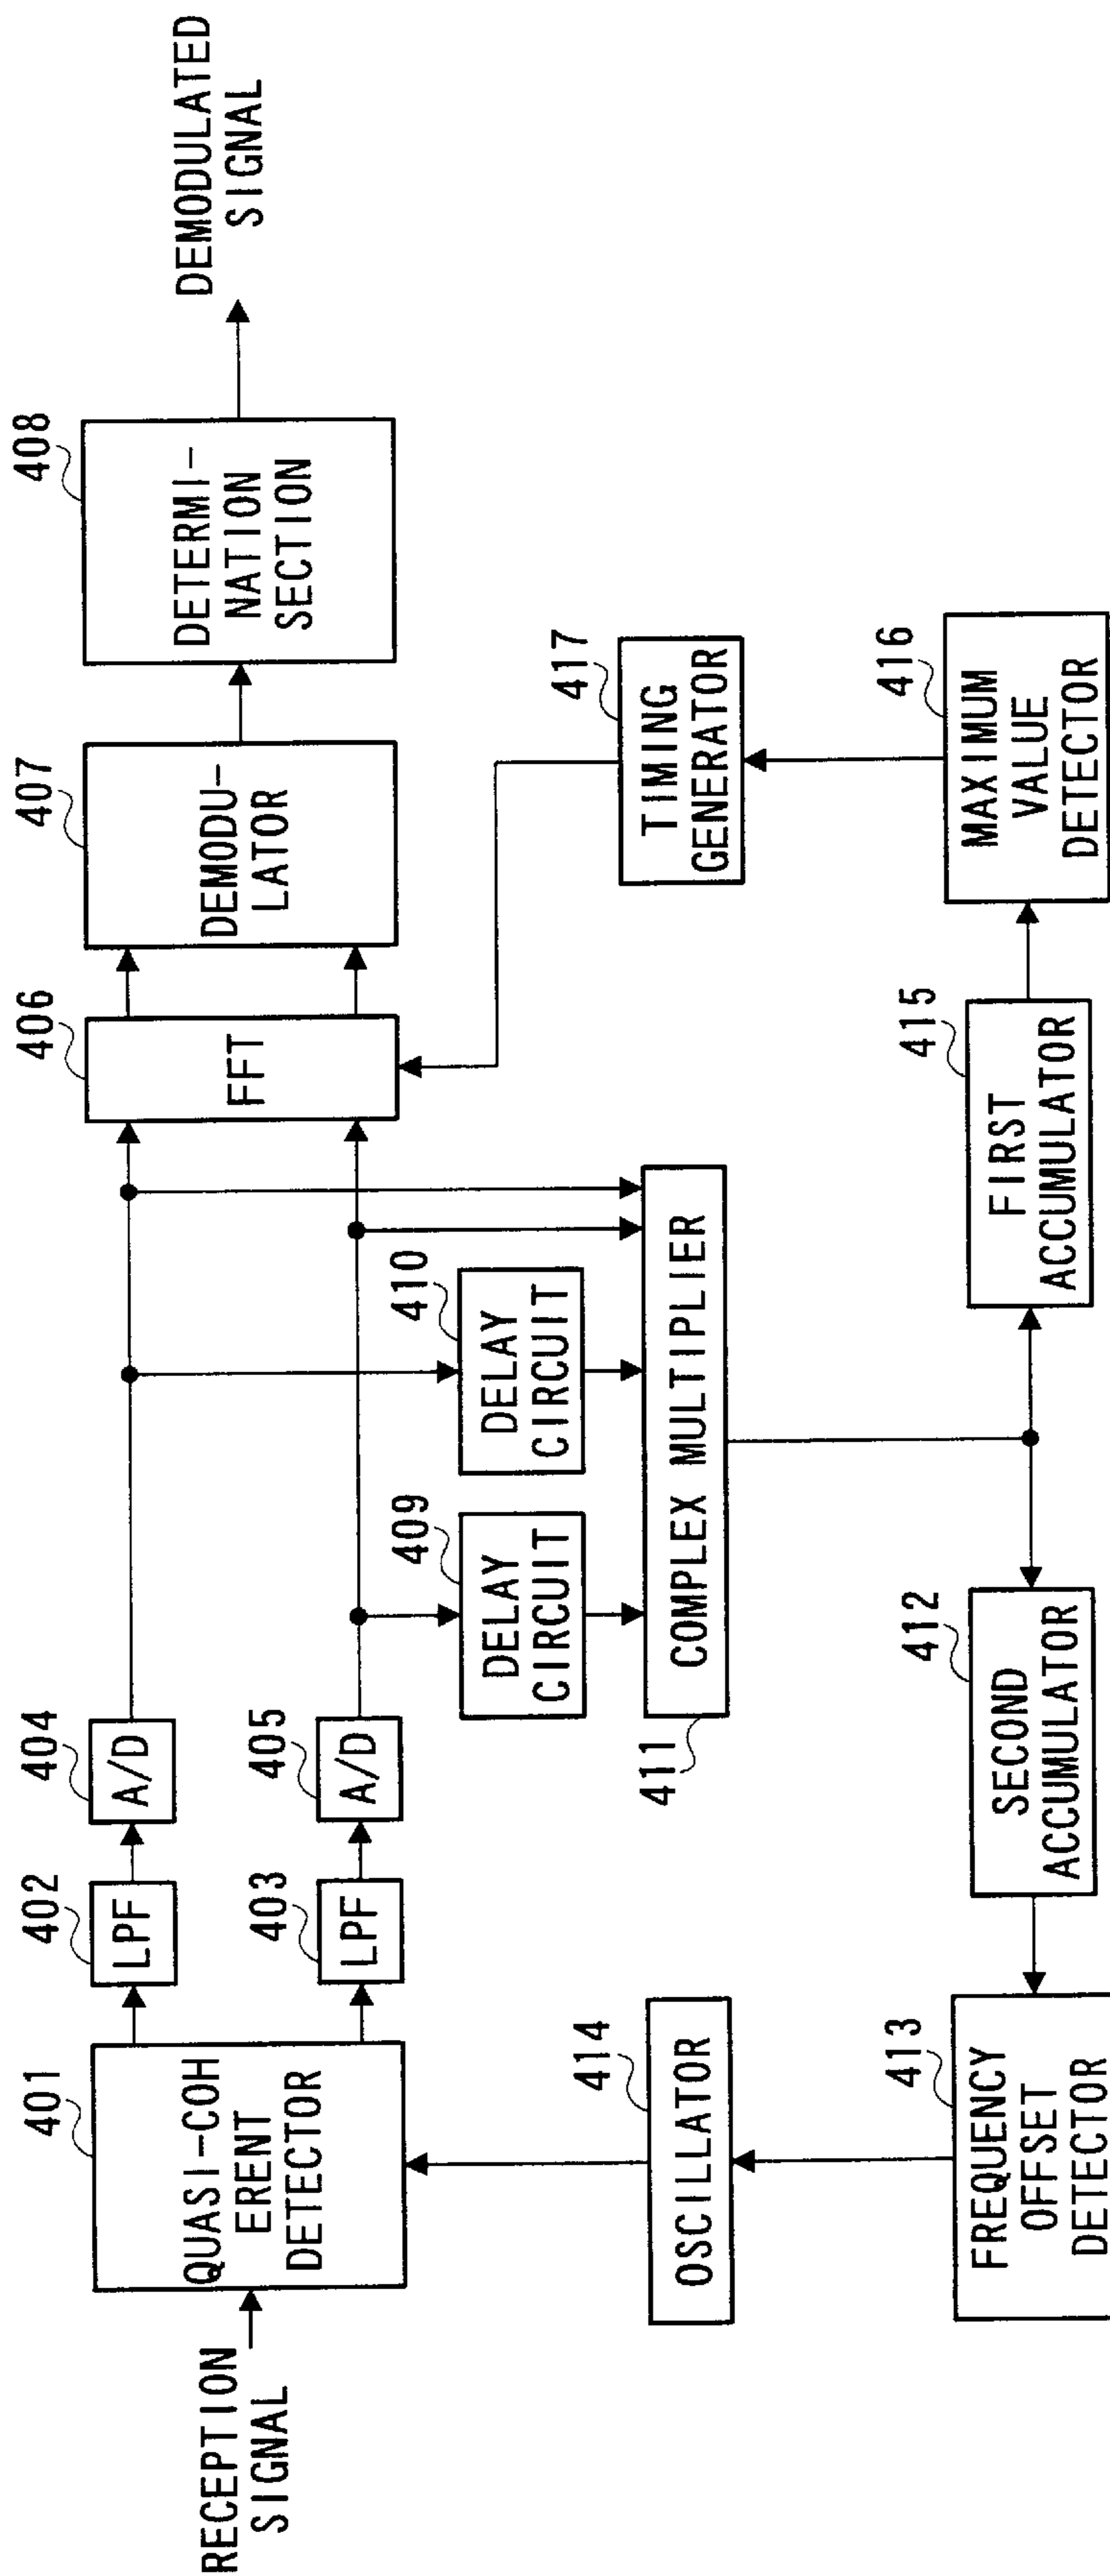 RECEPTION
SIGNAL
401
QUASI-COH
ERENT
DETECTOR
402
LPF
403
LPF
404
A/D
405
A/D
406
FFT
407
DEMODU-
LATOR
408
DETERMI-
NATION
SECTION
DEMODULATED
SIGNAL
409
DELAY
CIRCUIT
410
DELAY
CIRCUIT
411
COMPLEX MULTIPLIER
414
OSCILLATOR
417
TIMING
GENERATOR
413
FREQUENCY
OFFSET
DETECTOR
412
SECOND
ACCUMULATOR
415
FIRST
ACCUMULATOR
416
MAXIMUM
VALUE
DETECTOR